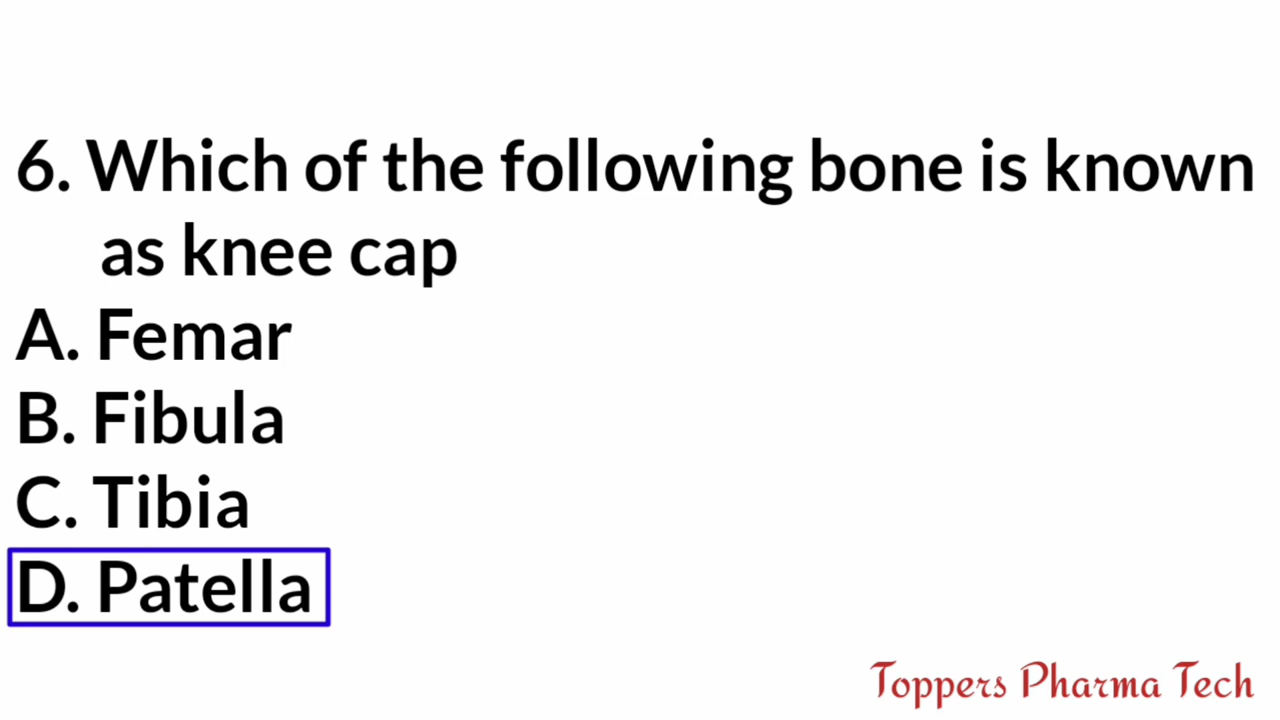 6. Which of the following bone is known
as knee cap
A. Femar
B. Fibula
C. Tibia
D. Patella
Toppers Pharma Tech